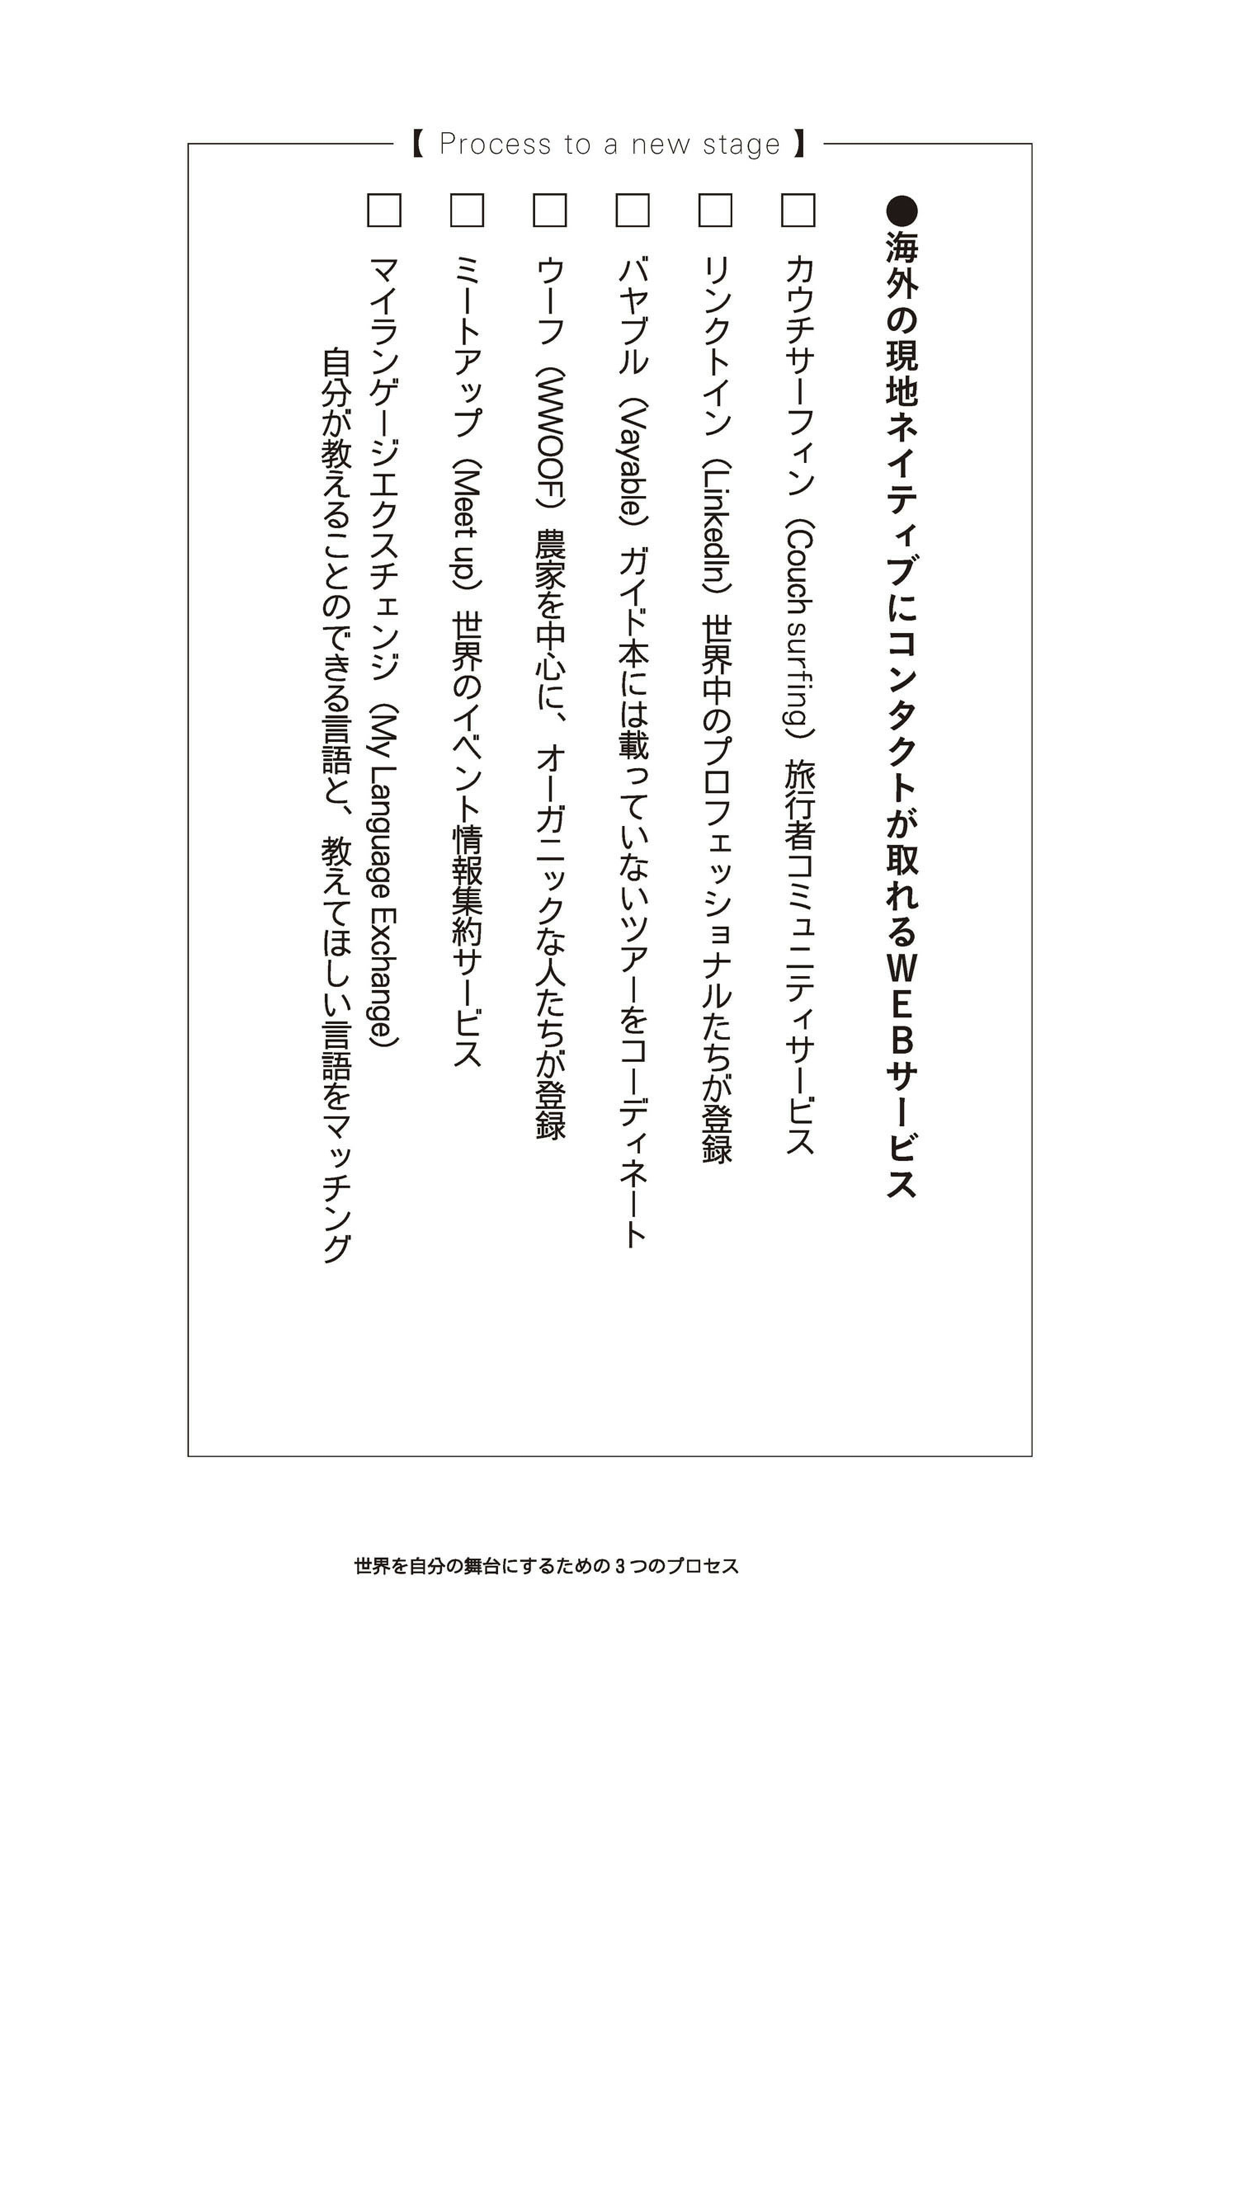 【 Process to a new stage 】
●海外の現地ネイティブにコンタクトが取れるWEBサービス
□ カウチサーフィン（Couch surfing）旅行者コミュニティサービス
□ リンクトイン（LinkedIn）世界中のプロフェッショナルたちが登録
□ バヤブル（Vayable）ガイド本には載っていないツアーをコーディネート
□ ウーフ（WWOOF）農家を中心に、オーガニックな人たちが登録
□ ミートアップ（Meet up）世界のイベント情報集約サービス
□ マイランゲージエクスチェンジ（My Language Exchange）
自分が教えることのできる言語と、教えてほしい言語をマッチング
世界を自分の舞台にするための3つのプロセス